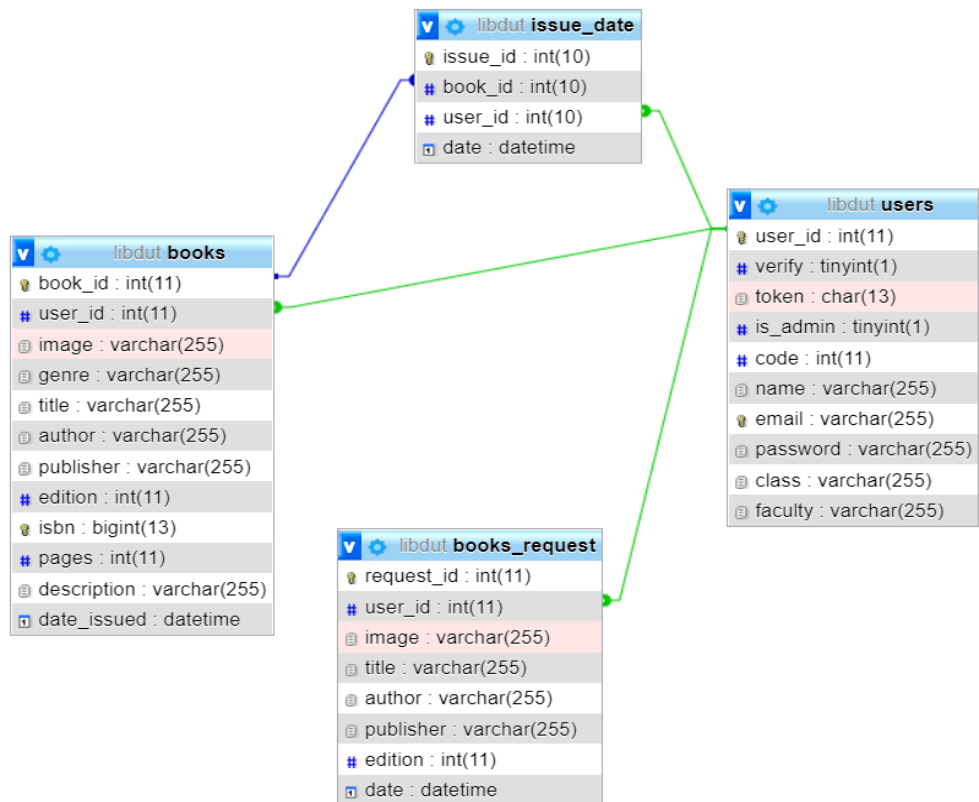 v libdut issue_date
issue_id : int(10)
# book_id : int(10)
# user_id : int(10)
date : datetime
v libdut users
user_id : int(11)
# verify : tinyint(1)
token : char(13)
# is_admin : tinyint(1)
# code : int(11)
name : varchar(255)
email : varchar(255)
password : varchar(255)
class : varchar(255)
faculty : varchar(255)
v libdut books
book_id : int(11)
# user_id : int(11)
image : varchar(255)
genre : varchar(255)
title : varchar(255)
author : varchar(255)
publisher : varchar(255)
# edition : int(11)
isbn : bigint(13)
# pages : int(11)
description : varchar(255)
date_issued : datetime
v libdut books_request
request_id : int(11)
# user_id : int(11)
image : varchar(255)
title : varchar(255)
author : varchar(255)
publisher : varchar(255)
# edition : int(11)
date : datetime